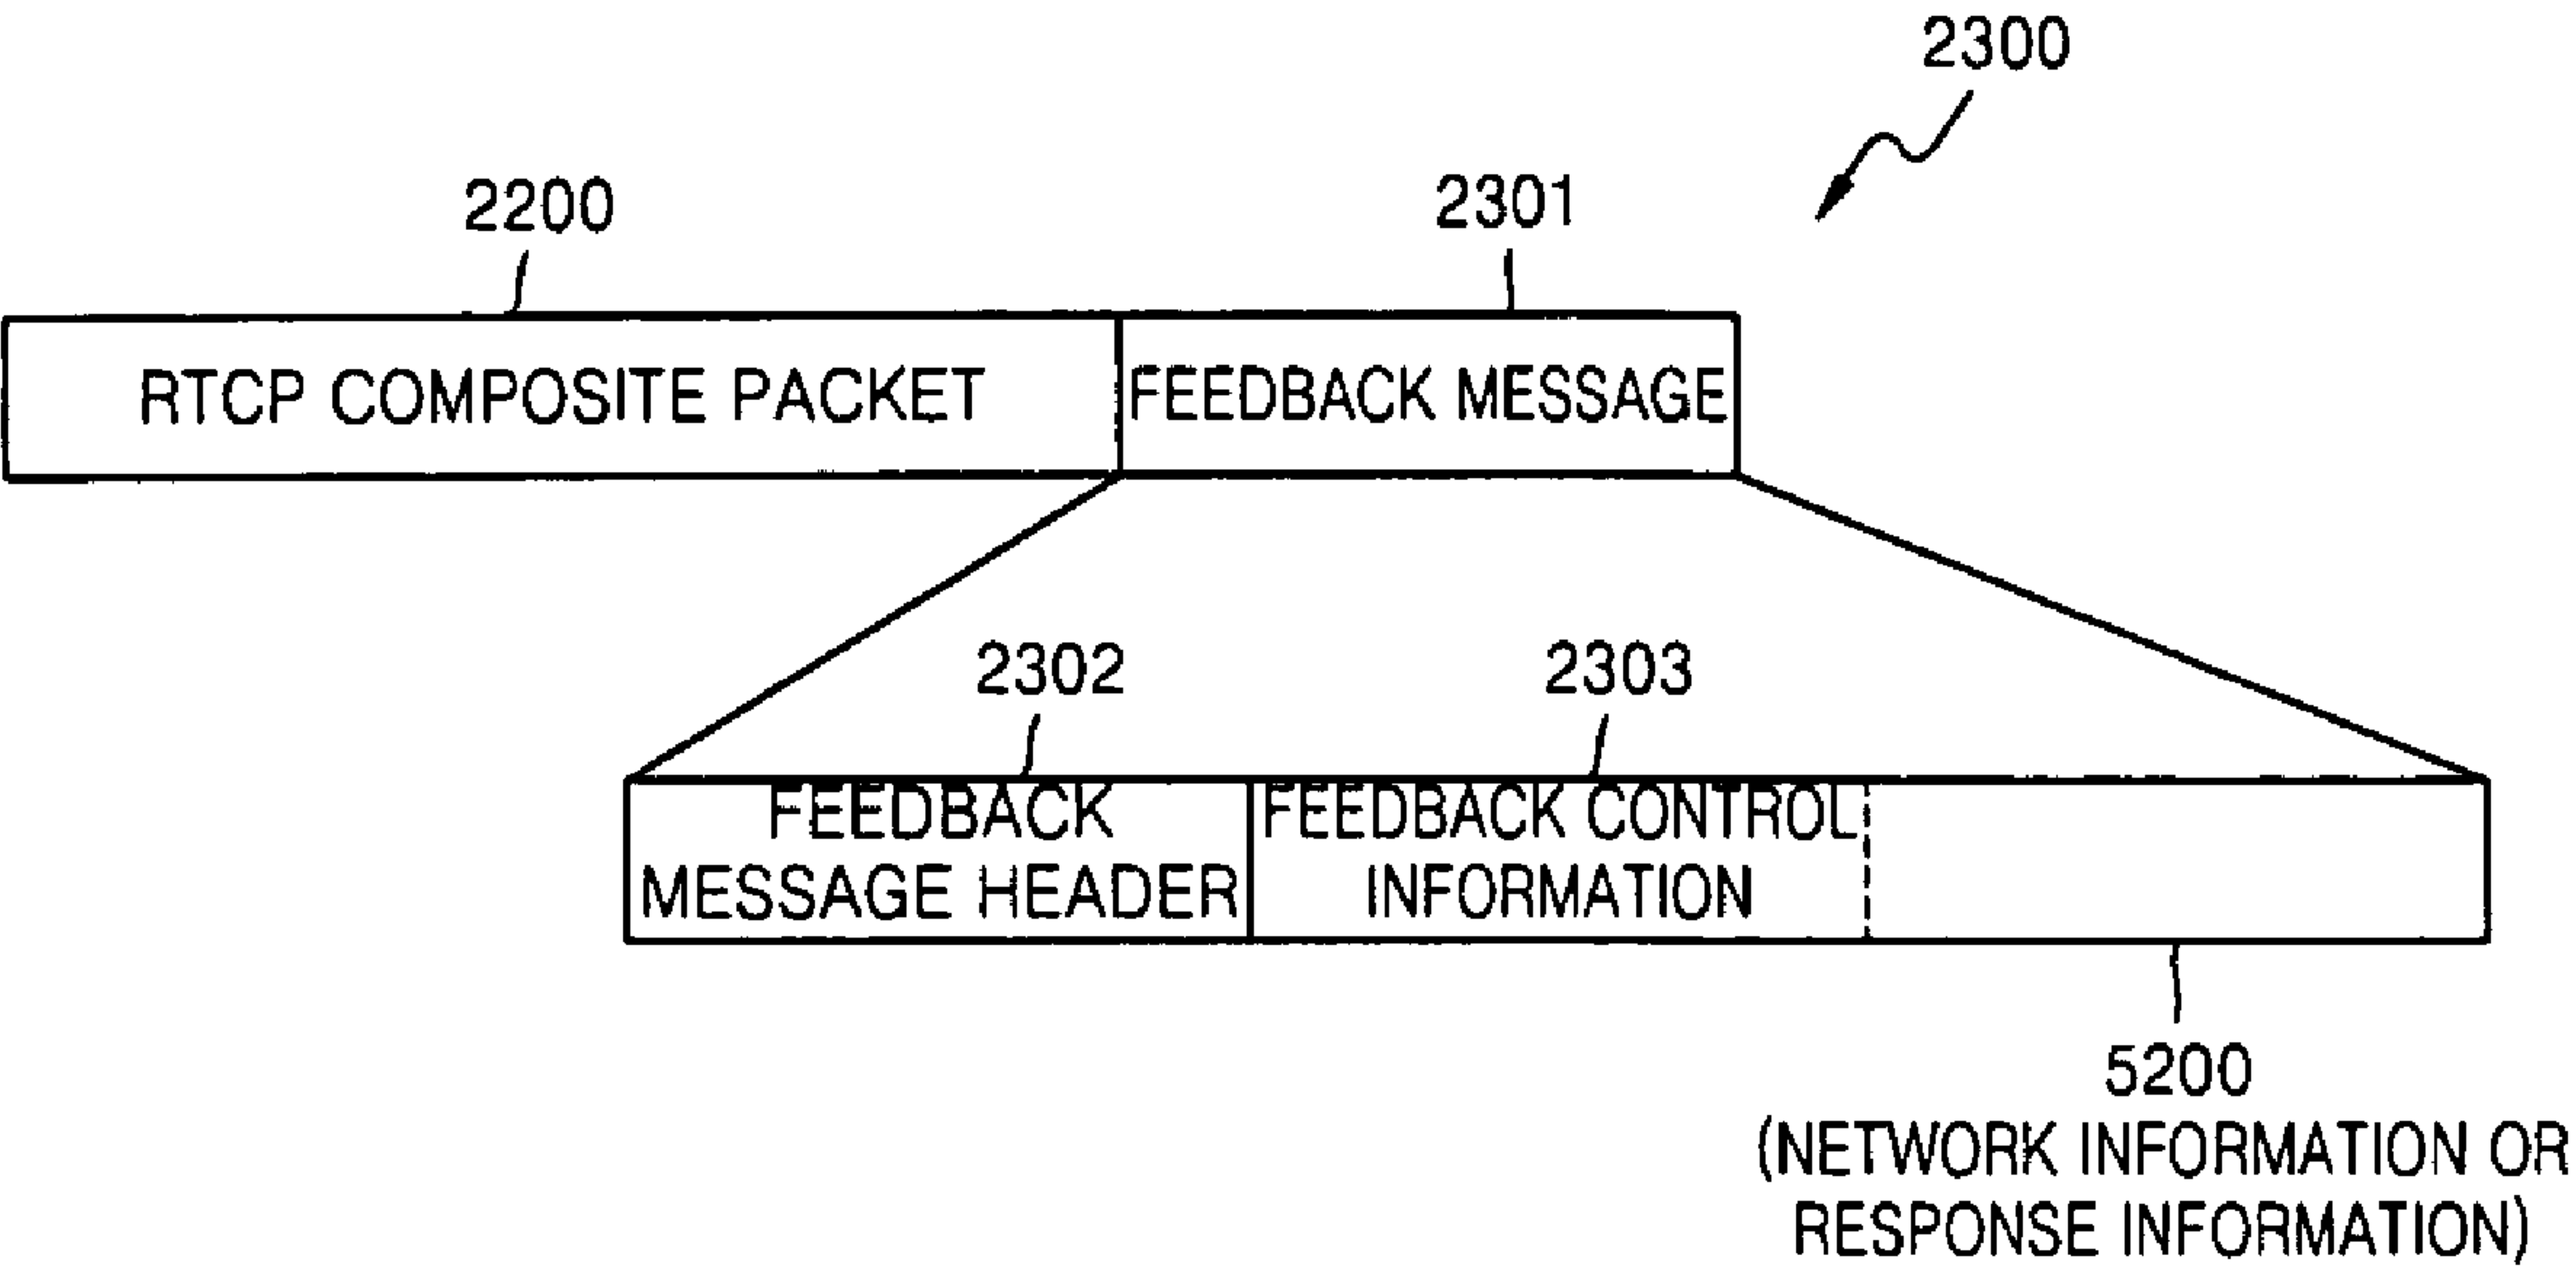 2300
2200
2301
RTCP COMPOSITE PACKET
FEEDBACK MESSAGE
2302
2303
FEEDBACK
MESSAGE HEADER
FEEDBACK CONTROL
INFORMATION
5200
(NETWORK INFORMATION OR
RESPONSE INFORMATION)